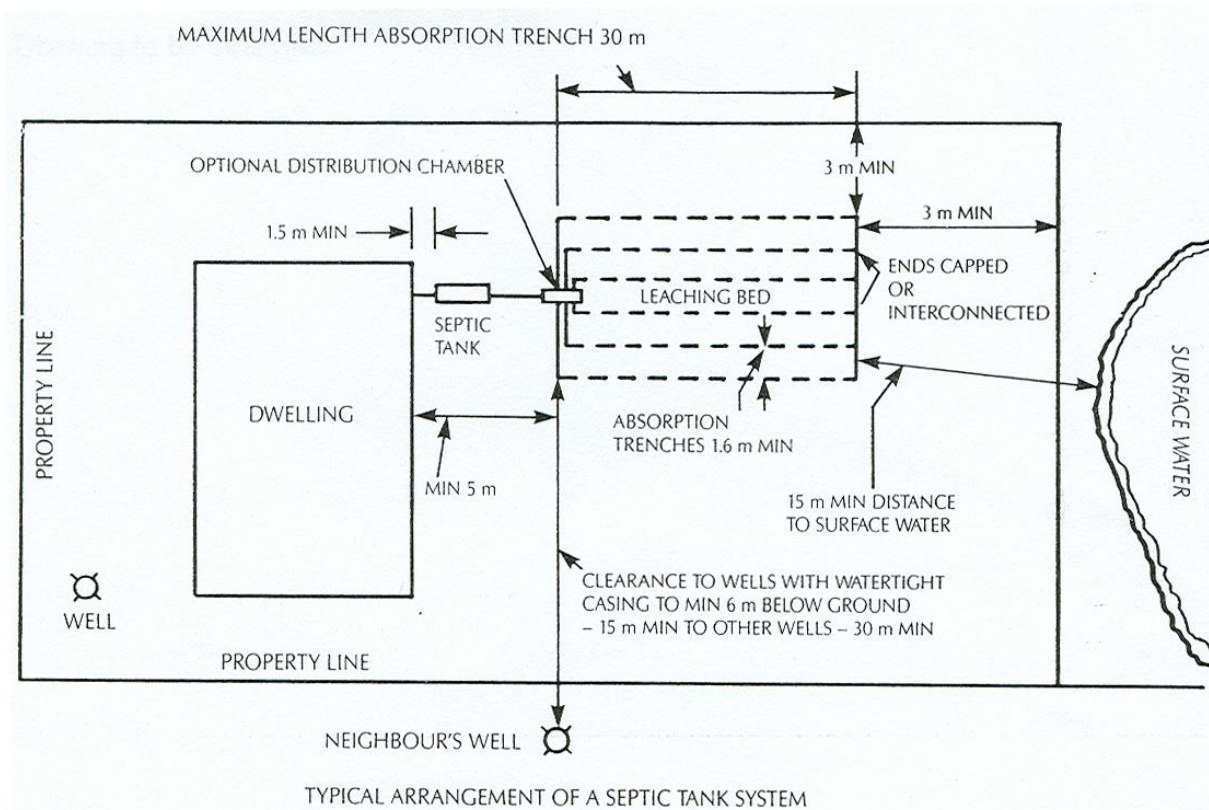 MAXIMUM LENGTH ABSORPTION TRENCH 30 m
OPTIONAL DISTRIBUTION CHAMBER
3 m MIN
3 m MIN
1.5 m MIN
ENDS CAPPED
OR
INTERCONNECTED
LEACHING BED
SEPTIC
TANK
PROPERTY LINE
DWELLING
SURFACE WATER
ABSORPTION
TRENCHES 1.6 m MIN
MIN 5 m
15 m MIN DISTANCE
TO SURFACE WATER
CLEARANCE TO WELLS WITH WATERTIGHT
CASING TO MIN 6 m BELOW GROUND
– 15 m MIN TO OTHER WELLS – 30 m MIN
WELL
PROPERTY LINE
NEIGHBOUR'S WELL
TYPICAL ARRANGEMENT OF A SEPTIC TANK SYSTEM